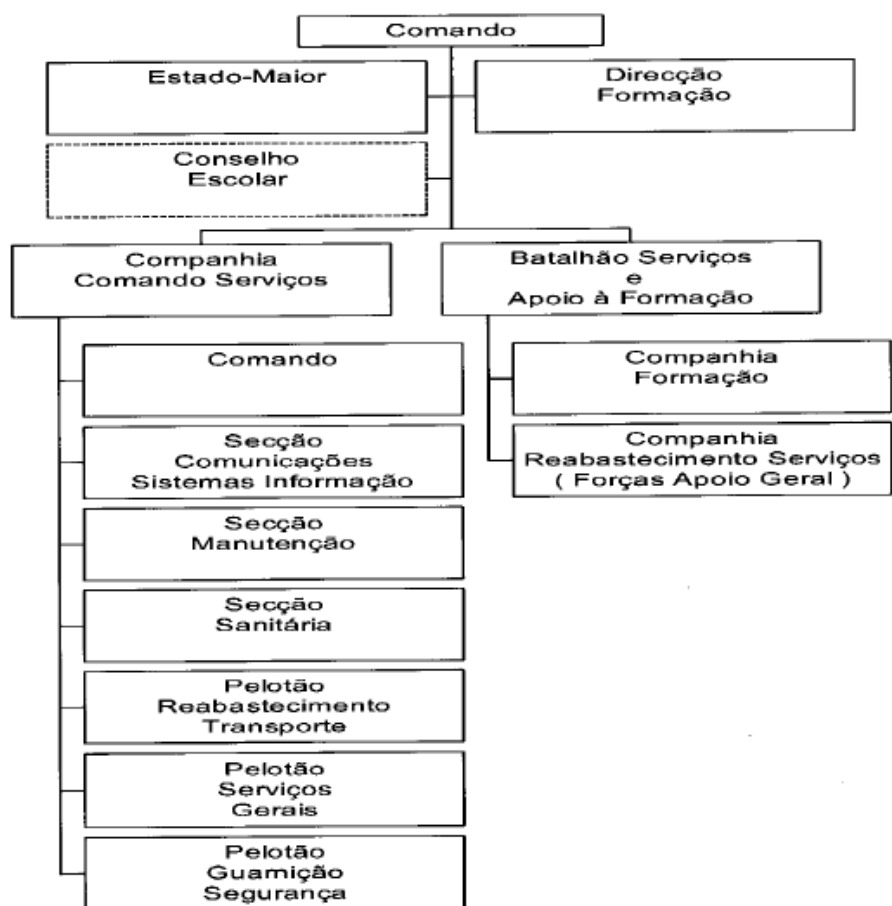 Comando
Estado-Maior
Direcção
Formação
Conselho
Escolar
Companhia
Comando Serviços
Batalhão Serviços
e
Apoio à Formação
Comando
Secção
Comunicações
Sistemas Informação
Secção
Manutenção
Secção
Sanitária
Pelotão
Reabastecimento
Transporte
Pelotão
Serviços
Gerais
Pelotão
Guarnição
Segurança
Companhia
Formação
Companhia
Reabastecimento Serviços
( Forças Apoio Geral )